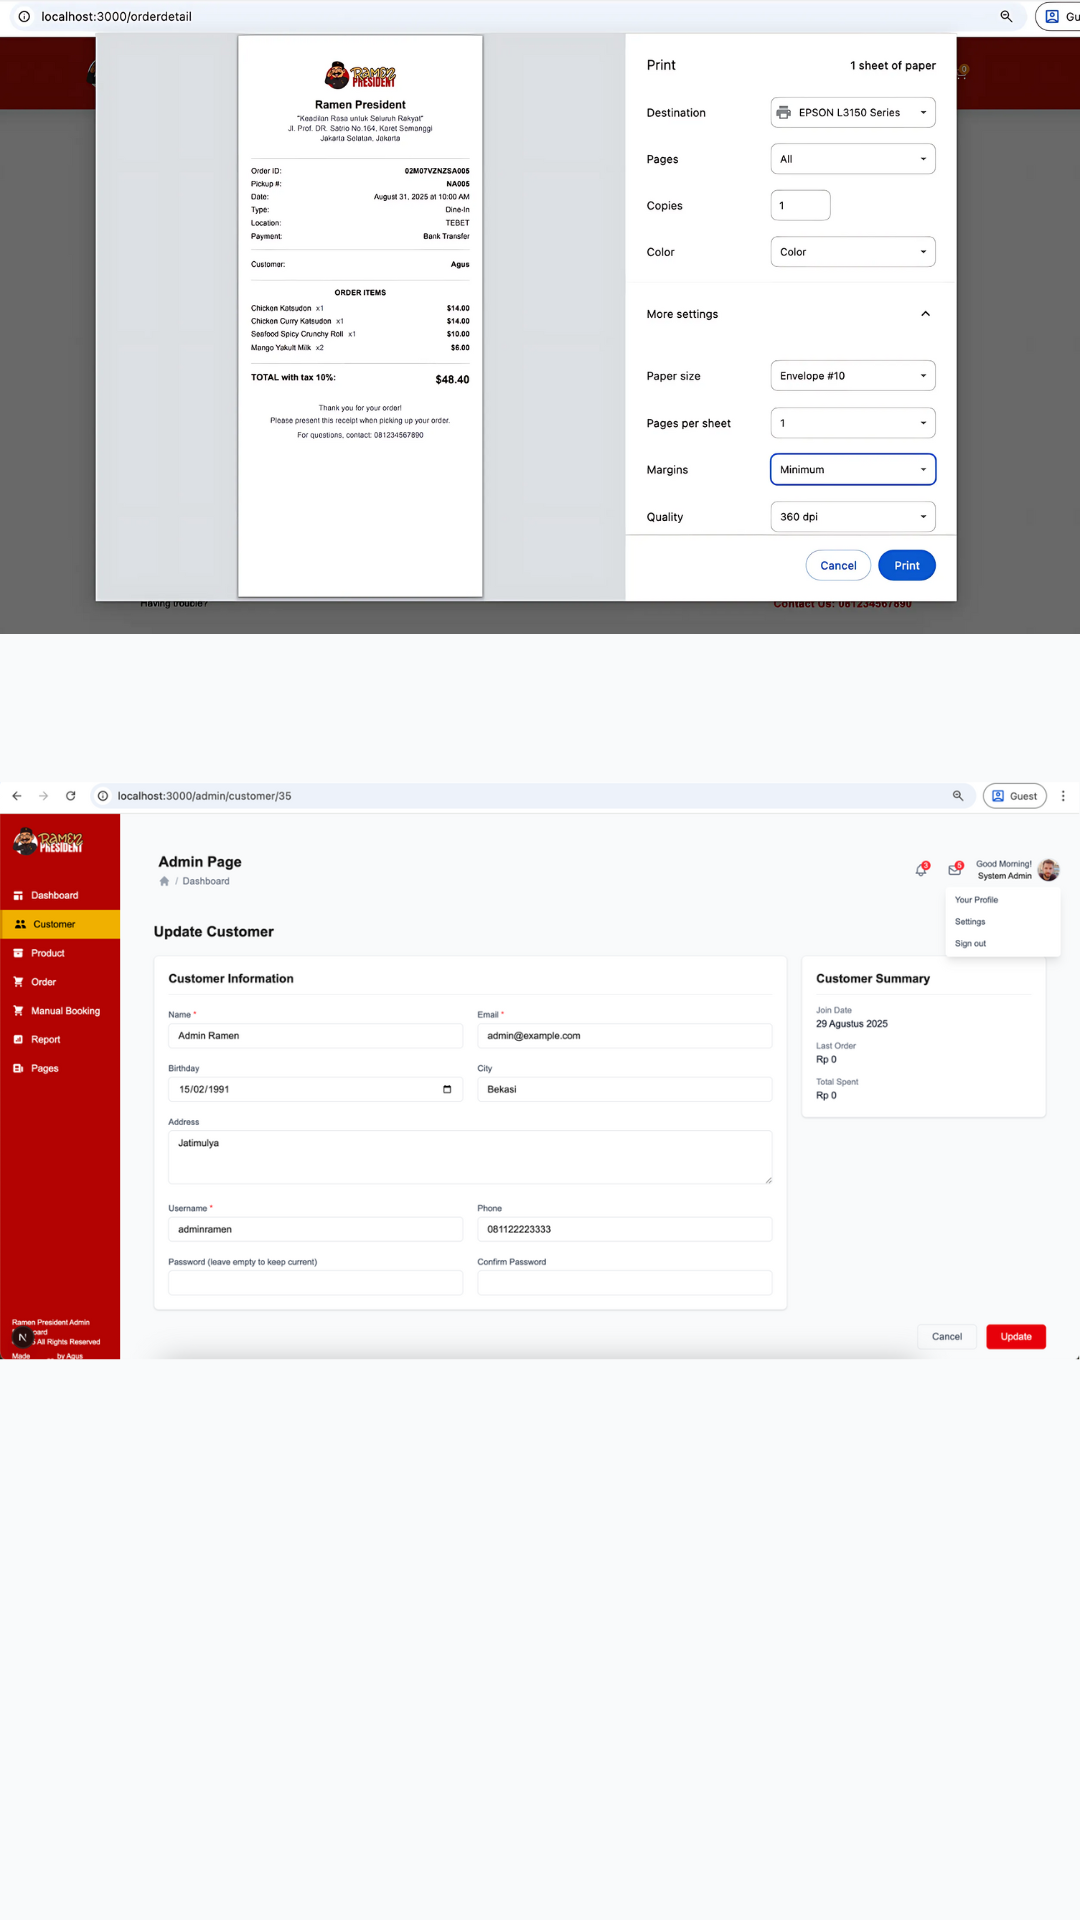 localhost:3000/orderdetail
Gu
RAMEN
PRESIDENT
Ramen President
"Keadilan Rasa untuk Seluruh Rakyat"
Jl. Prof. DR. Satrio No.164, Karet Semanggi
Jakarta Selatan, Jakarta
Order ID: 02M07VZNZSA005
Pickup #: NA005
Date: August 31, 2025 at 10:00 AM
Type: Dine-In
Location: TEBET
Payment: Bank Transfer
Customer: Agus
ORDER ITEMS
Chicken Katsudon x1 $14.00
Chicken Curry Katsudon x1 $14.00
Seafood Spicy Crunchy Roll x1 $10.00
Mango Yakult Milk x2 $6.00
TOTAL with tax 10%: $48.40
Thank you for your order!
Please present this receipt when picking up your order.
For questions, contact: 081234567890
Print 1 sheet of paper
Destination EPSON L3150 Series
Pages All
Copies 1
Color Color
More settings
Paper size Envelope #10
Pages per sheet 1
Margins Minimum
Quality 360 dpi
Cancel Print
Having trouble? Contact Us: 081234567890
localhost:3000/admin/customer/35
Guest
RAMEN
PRESIDENT
Dashboard
Customer
Product
Order
Manual Booking
Report
Pages
Ramen President Admin
All Rights Reserved
Made by Agus
Admin Page
/ Dashboard
3
5
Good Morning!
System Admin
Your Profile
Settings
Sign out
Update Customer
Customer Information
Name * Email *
Admin Ramen admin@example.com
Birthday City
15/02/1991 Bekasi
Address
Jatimulya
Username * Phone
adminramen 081122223333
Password (leave empty to keep current) Confirm Password
Customer Summary
Join Date
29 Agustus 2025
Last Order
Rp 0
Total Spent
Rp 0
Cancel Update
N